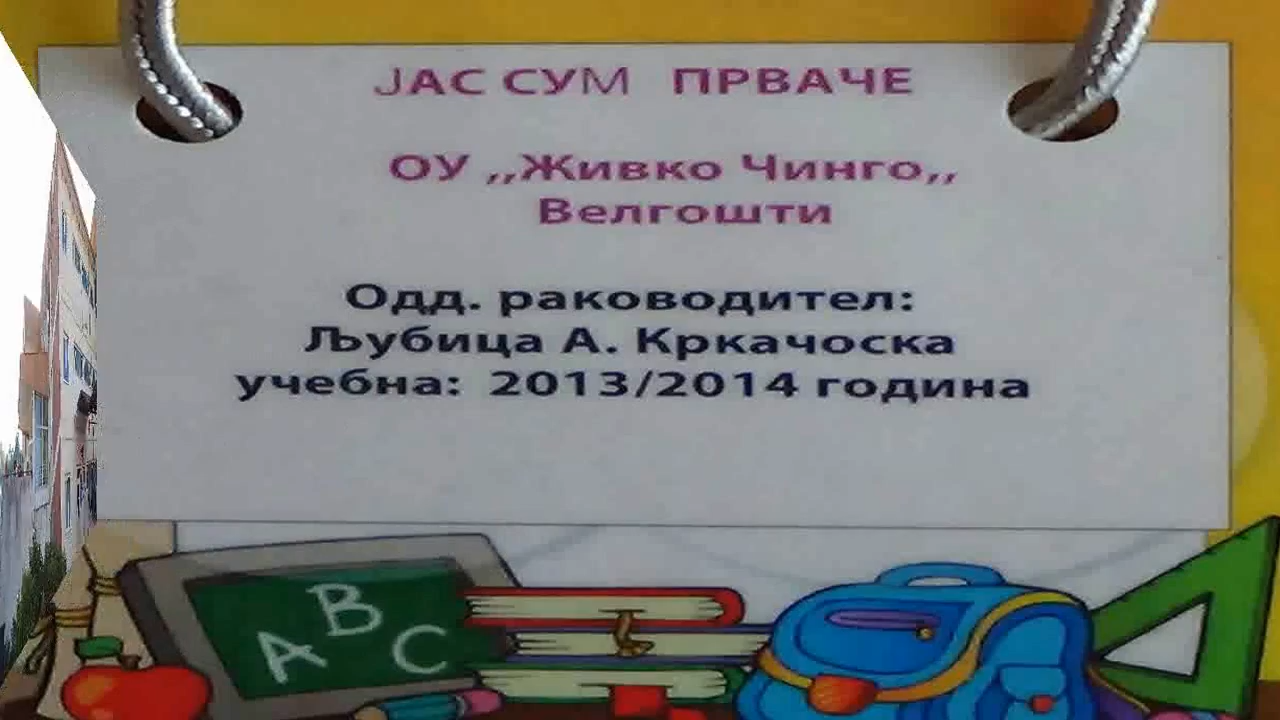 ЈАС СУМ ПРВАЧЕ
ОУ ,,Живко Чинго,,
Велгошти
Одд. раководител:
Љубица А. Кркачоска
учебна: 2013/2014 година
A B C